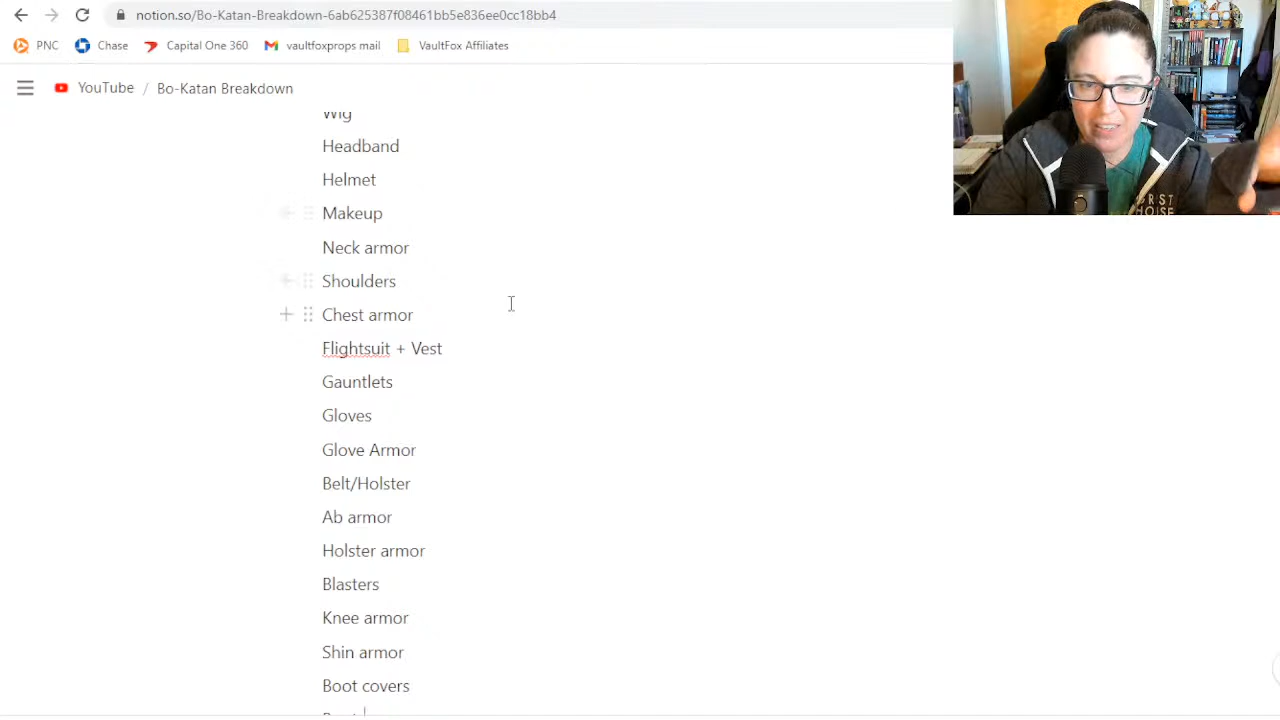 notion.so/Bo-Katan-Breakdown-6ab625387f08461bb5e836ee0cc18bb4
PNC Chase Capital One 360 vaultfoxprops mail VaultFox Affiliates
YouTube / Bo-Katan Breakdown
Wig
Headband
Helmet
Makeup
Neck armor
Shoulders
Chest armor
Flightsuit + Vest
Gauntlets
Gloves
Glove Armor
Belt/Holster
Ab armor
Holster armor
Blasters
Knee armor
Shin armor
Boot covers